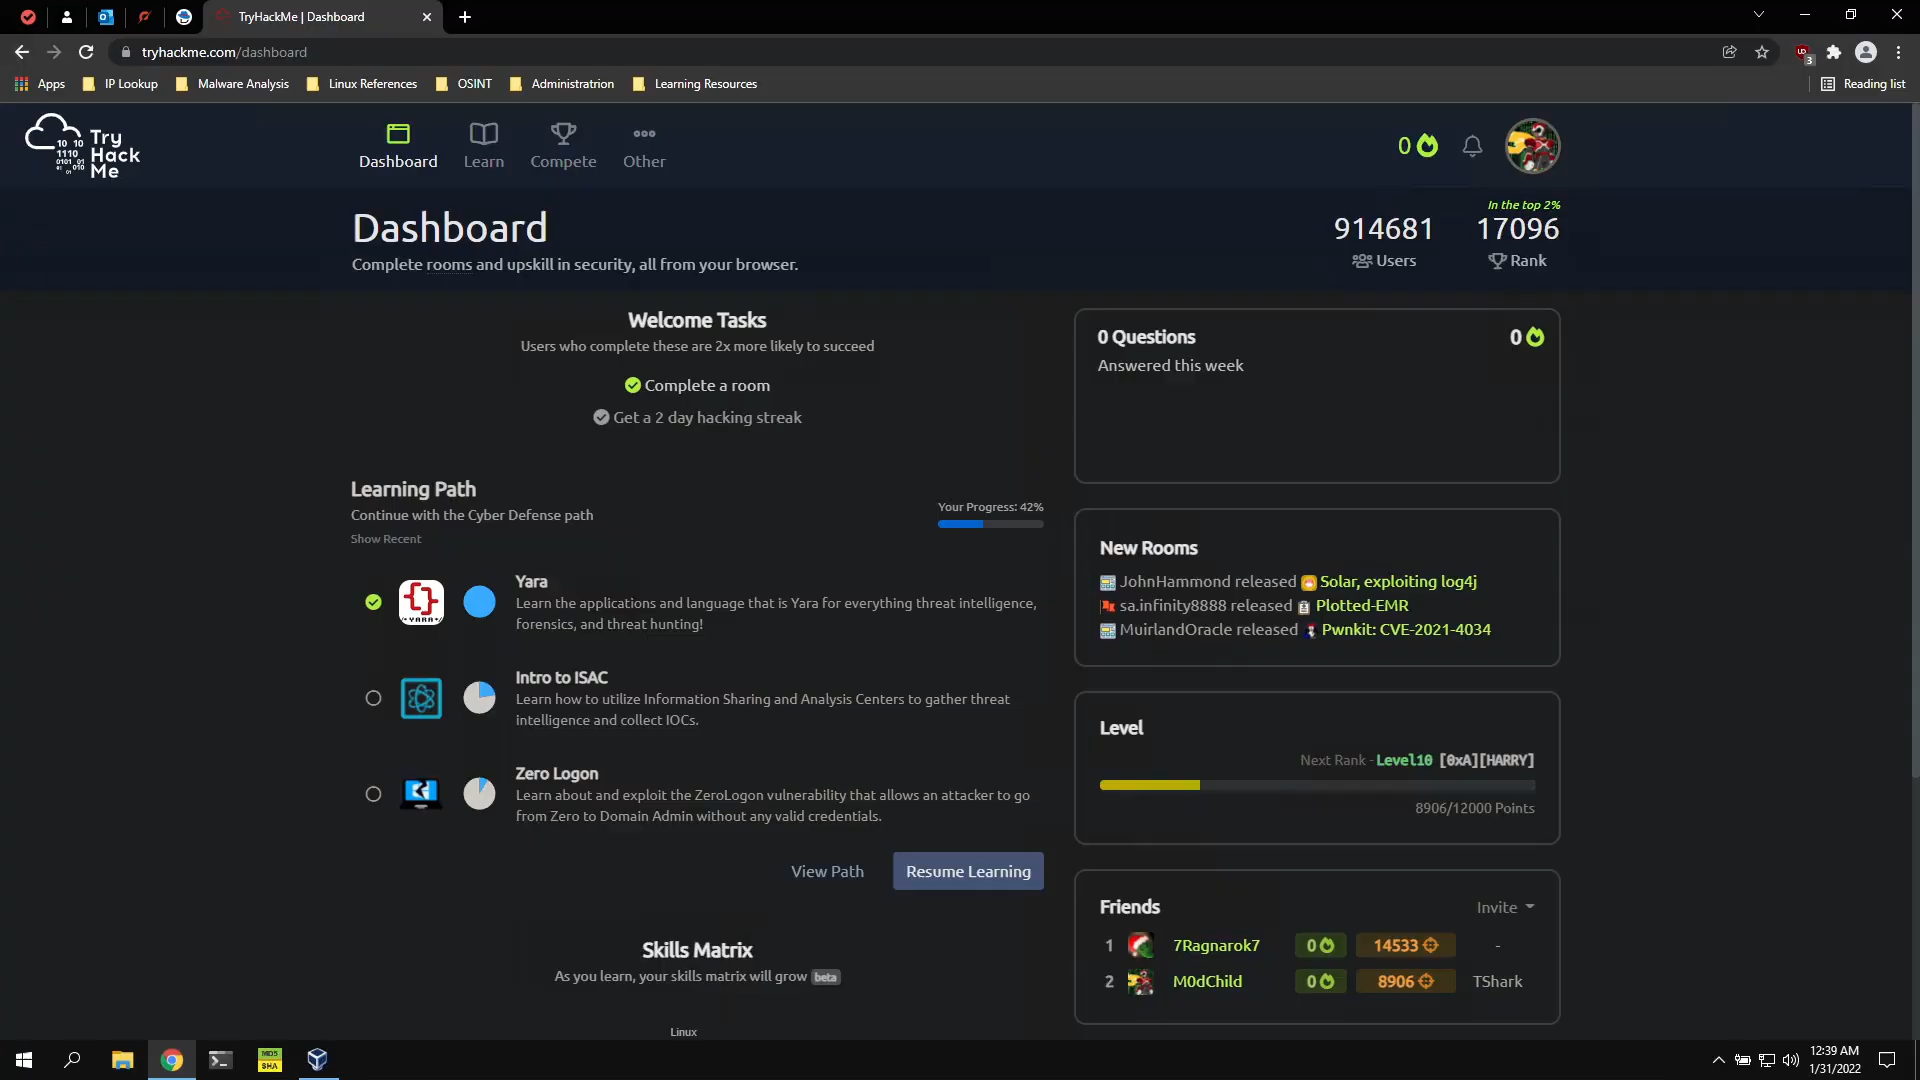 TryHackMe | Dashboard
tryhackme.com/dashboard
3
Apps
IP Lookup
Malware Analysis
Linux References
OSINT
Administratrion
Learning Resources
Reading list
Try
Hack
Me
Dashboard
Learn
Compete
Other
0
Dashboard
Complete rooms and upskill in security, all from your browser.
914681
Users
In the top 2%
17096
Rank
Welcome Tasks
Users who complete these are 2x more likely to succeed
Complete a room
Get a 2 day hacking streak
0 Questions
0
Answered this week
Learning Path
Continue with the Cyber Defense path
Show Recent
Your Progress: 42%
YARA
Yara
Learn the applications and language that is Yara for everything threat intelligence,
forensics, and threat hunting!
Intro to ISAC
Learn how to utilize Information Sharing and Analysis Centers to gather threat
intelligence and collect IOCs.
Zero Logon
Learn about and exploit the ZeroLogon vulnerability that allows an attacker to go
from Zero to Domain Admin without any valid credentials.
View Path
Resume Learning
New Rooms
JohnHammond released Solar, exploiting log4j
sa.infinity8888 released Plotted-EMR
MuirlandOracle released Pwnkit: CVE-2021-4034
Level
Next Rank - Level10 [0xA][HARRY]
8906/12000 Points
Friends
Invite
1 7Ragnarok7 0 14533 -
2 M0dChild 0 8906 TShark
Skills Matrix
As you learn, your skills matrix will grow beta
Linux
MD5
SHA
12:39 AM
1/31/2022